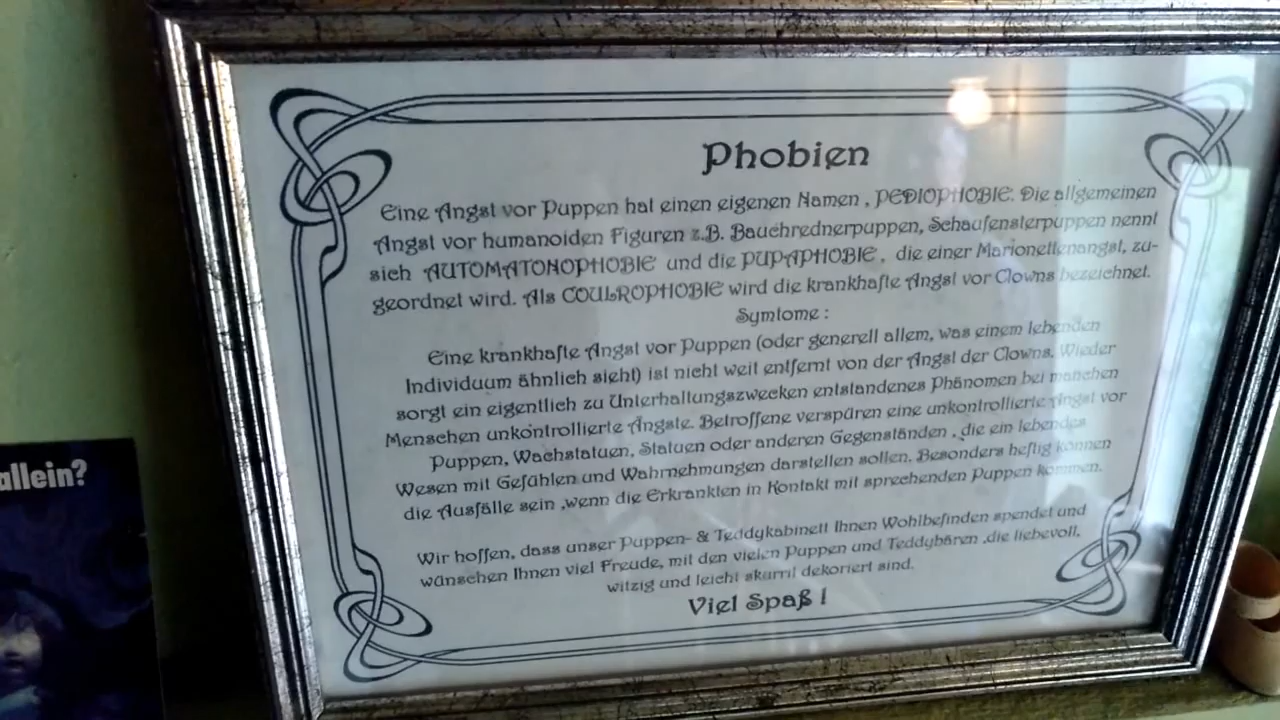 Phobien
Eine Angst vor Puppen hat einen eigenen Namen , PEDIOPHOBIE. Die allgemeinen
Angst vor humanoiden Figuren z.B. Bauchrednerpuppen, Schaufensterpuppen nennt
sich AUTOMATONOPHOBIE und die PUPAPHOBIE , die einer Marionettenangst, zu-
geordnet wird. Als COULROPHOBIE wird die krankhafte Angst vor Clowns bezeichnet.
Symtome :
Eine krankhafte Angst vor Puppen (oder generell allem, was einem lebenden
Individuum ähnlich sieht) ist nicht weit entfernt von der Angst der Clowns. Wieder
sorgt ein eigentlich zu Unterhaltungszwecken entstandenes Phänomen bei manchen
Menschen unkontrollierte Ängste. Betroffene verspüren eine unkontrollierte Angst vor
Puppen, Wachstatuen, Statuen oder anderen Gegenständen , die ein lebendes
Wesen mit Gefühlen und Wahrnehmungen darstellen sollen. Besonders heftig können
die Ausfälle sein ,wenn die Erkrankten in Kontakt mit sprechenden Puppen kommen.
Wir hoffen, dass unser Puppen- & Teddykabinett Ihnen Wohlbefinden spendet und
wünschen Ihnen viel Freude, mit den vielen Puppen und Teddybären ,die liebevoll,
witzig und leicht skurril dekoriert sind.
Viel Spaß !
allein?